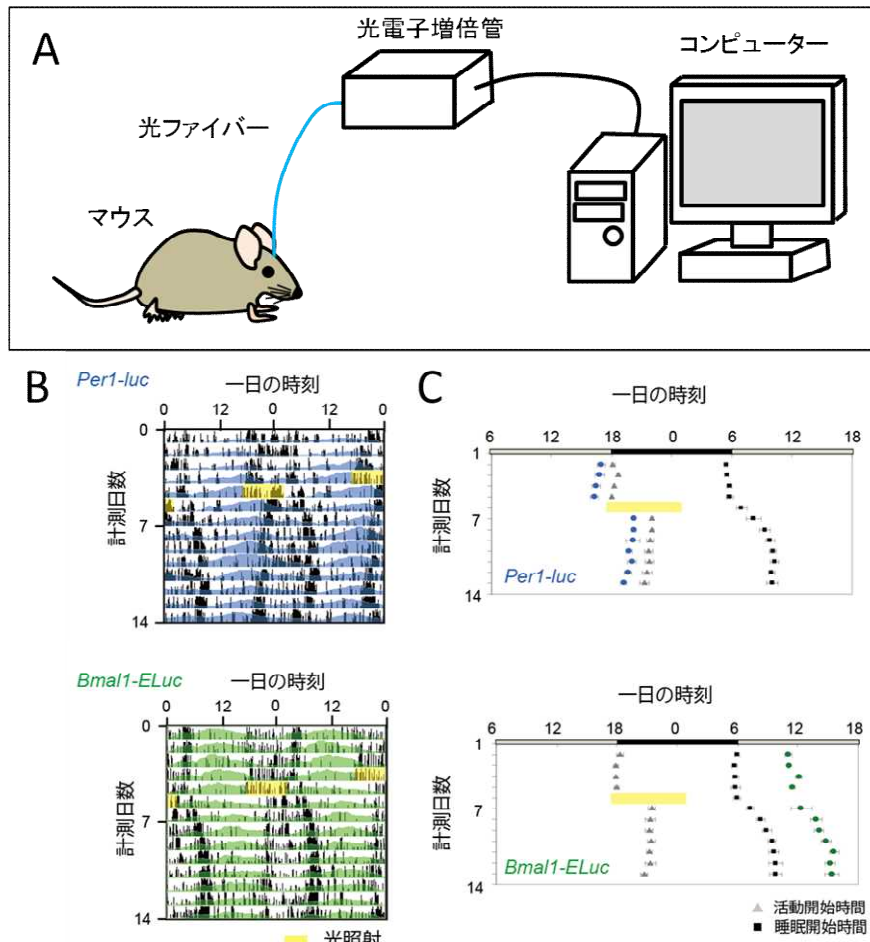 A
光電子増倍管
コンピューター
光ファイバー
マウス
B
Per1-luc
一日の時刻
0 12 0 12 0
0
7
14
計測日数
C
一日の時刻
6 12 18 0 6 12 18
1
7
14
計測日数
Per1-luc
Bmal1-ELuc
一日の時刻
0 12 0 12 0
0
7
14
計測日数
光照射
一日の時刻
6 12 18 0 6 12 18
1
7
14
計測日数
Bmal1-ELuc
活動開始時間
睡眠開始時間